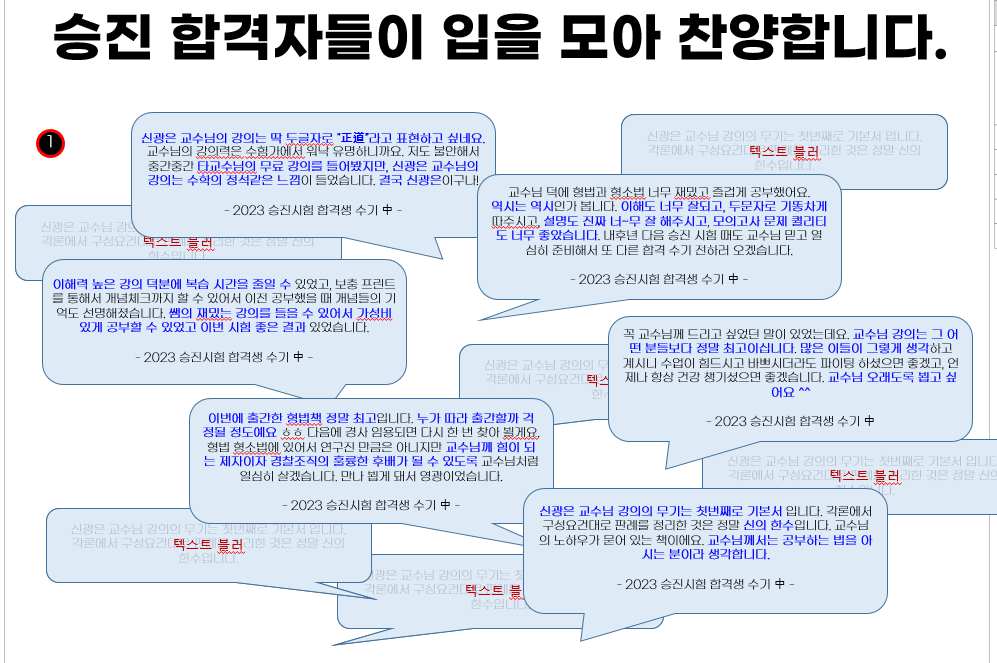 승진 합격자들이 입을 모아 찬양합니다.
1
신광은 교수님의 강의는 딱 두글자로 "正道"라고 표현하고 싶네요.
교수님의 강의력은 수험가에서 워낙 유명하니까요. 저도 불안해서
중간중간 타교수님의 무료 강의를 들어봤지만, 신광은 교수님의
강의는 수학의 정석같은 느낌이 들었습니다. 결국 신광은이구나!
- 2023 승진시험 합격생 수기 中 -
신광은 교수님 강의의 무기는 첫번째로 기본서 입니다.
각론에서 구성요건대
리한 것은 정말 신의
한수입니다.
텍스트 블러
교수님 덕에 형법과 형소법 너무 재밌고 즐겁게 공부했어요.
역시는 역시인가 봅니다. 이해도 너무 잘되고, 두문자로 기똥차게
따주시고, 설명도 진짜 너~무 잘 해주시고, 모의고사 문제 퀄리티
도 너무 좋았습니다. 내후년 다음 승진 시험 때도 교수님 믿고 열
심히 준비해서 또 다른 합격 수기 전하러 오겠습니다.
- 2023 승진시험 합격생 수기 中 -
신광은 교수님
각론에서 구성요건대
리한 것은 정말 신의
한수입니다.
텍스트 블러
이해력 높은 강의 덕분에 복습 시간을 줄일 수 있었고, 보충 프린트
를 통해서 개념체크까지 할 수 있어서 이전 공부했을 때 개념들의 기
억도 선명해졌습니다. 쌤의 재밌는 강의를 들을 수 있어서 가성비
있게 공부할 수 있었고 이번 시험 좋은 결과 있었습니다.
- 2023 승진시험 합격생 수기 中 -
꼭 교수님께 드리고 싶었던 말이 있었는데요. 교수님 강의는 그 어
떤 분들보다 정말 최고이십니다. 많은 이들이 그렇게 생각하고
계시니 수업이 힘드시고 바쁘시더라도 파이팅 하셨으면 좋겠고, 언
제나 항상 건강 챙기셨으면 좋겠습니다. 교수님 오래도록 뵙고 싶
어요 ^^
- 2023 승진시험 합격생 수기 中 -
신광은 교수님 강의의 무
각론에서 구성요건대
한
텍스
이번에 출간한 형법책 정말 최고입니다. 누가 따라 출간할까 걱
정될 정도에요 ㅎㅎ 다음에 경사 임용되면 다시 한 번 찾아 뵐게요.
형법 형소법에 있어서 연구진 만큼은 아니지만 교수님께 힘이 되
는 제자이자 경찰조직의 훌륭한 후배가 될 수 있도록 교수님처럼
열심히 살겠습니다. 만나 뵙게 돼서 영광이었습니다.
- 2023 승진시험 합격생 수기 中 -
신광은 교수님 강의의 무기는 첫번째로 기본서 입니다.
각론에서 구성요건대
리한 것은 정말 신의
텍스트 블러
신광은 교수님 강의의 무기는 첫번째로 기본서 입니다. 각론에서
구성요건대로 판례를 정리한 것은 정말 신의 한수입니다. 교수님
의 노하우가 묻어 있는 책이에요. 교수님께서는 공부하는 법을 아
시는 분이라 생각합니다.
- 2023 승진시험 합격생 수기 中 -
신광은 교수님 강의의 무기는 첫번째로 기본서 입니다.
각론에서 구성요건대
리한 것은 정말 신의
한수입니다.
텍스트 블러
광은 교수님 강의의 무기는 첫
각론에서 구성요건대
한수입니다
텍스트 블